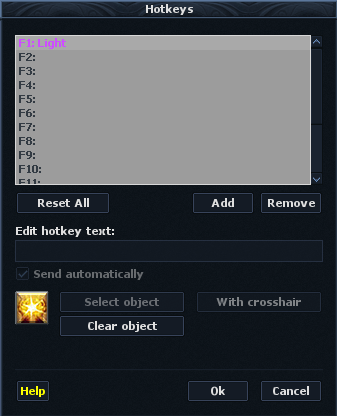 Hotkeys
F1: Light
F2:
F3:
F4:
F5:
F6:
F7:
F8:
F9:
F10:
F11:
Reset All Add Remove
Edit hotkey text:
Send automatically
Select object With crosshair
Clear object
Help Ok Cancel